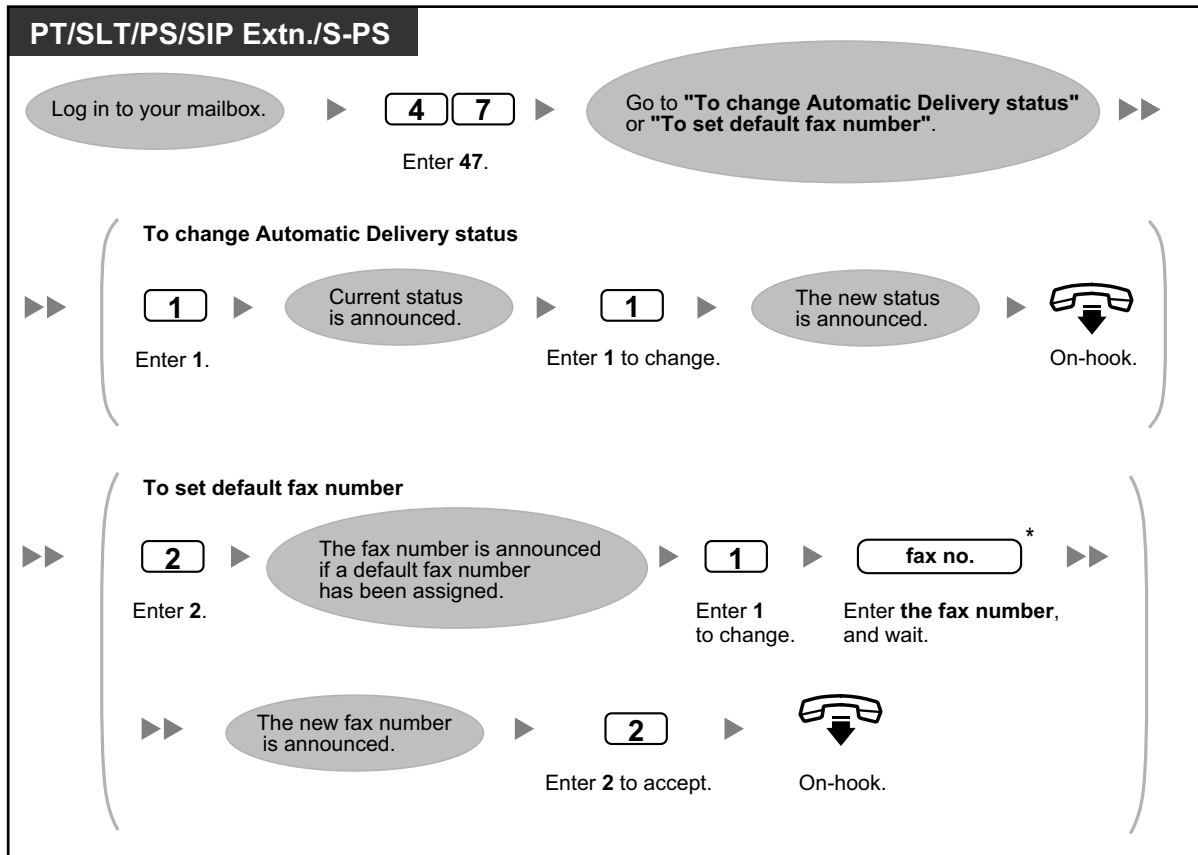 PT/SLT/PS/SIP Extn./S-PS
Log in to your mailbox.
4 7
Enter 47.
Go to "To change Automatic Delivery status"
or "To set default fax number".
To change Automatic Delivery status
1
Enter 1.
Current status
is announced.
1
Enter 1 to change.
The new status
is announced.
On-hook.
To set default fax number
2
Enter 2.
The fax number is announced
if a default fax number
has been assigned.
1
Enter 1
to change.
fax no. *
Enter the fax number,
and wait.
The new fax number
is announced.
2
Enter 2 to accept.
On-hook.